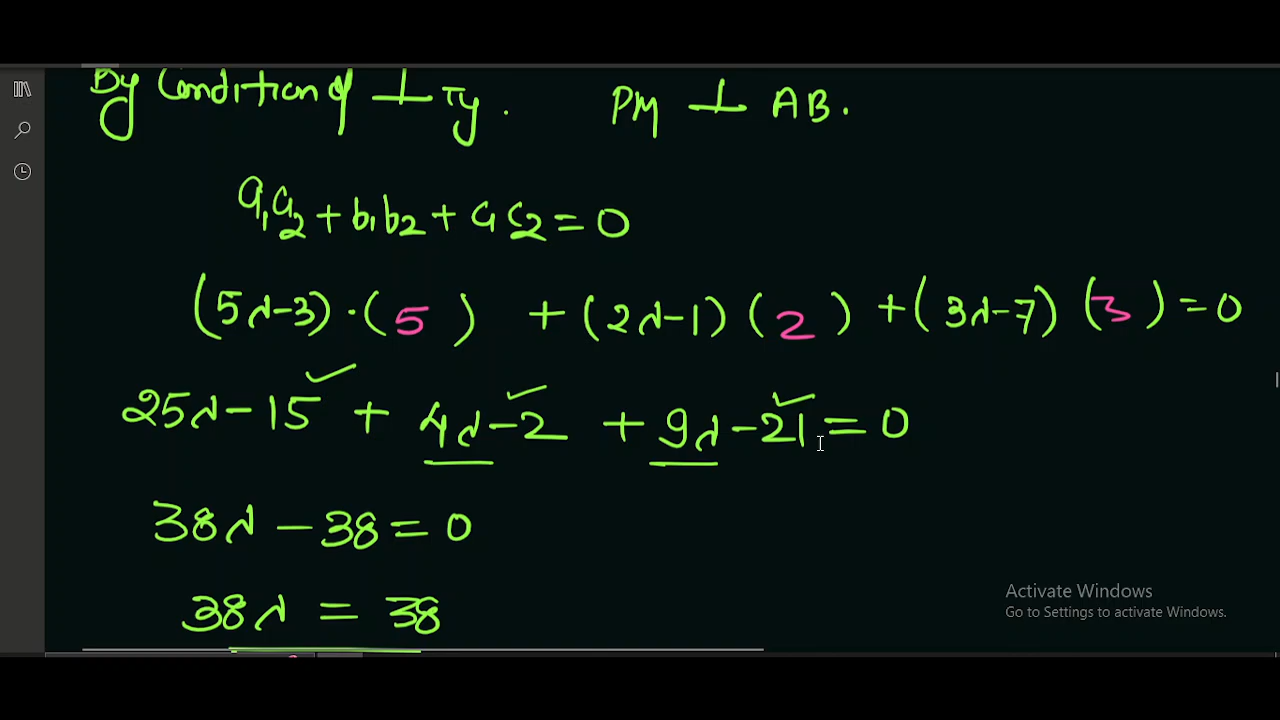 By Condition of ⊥ Ty. PM ⊥ AB.
a₁a₂ + b₁b₂ + c₁c₂ = 0
(5λ-3)·(5) + (2λ-1)(2) + (3λ-7)(3) = 0
25λ-15 + 4λ-2 + 9λ-21 = 0
38λ - 38 = 0
38λ = 38
Activate Windows
Go to Settings to activate Windows.